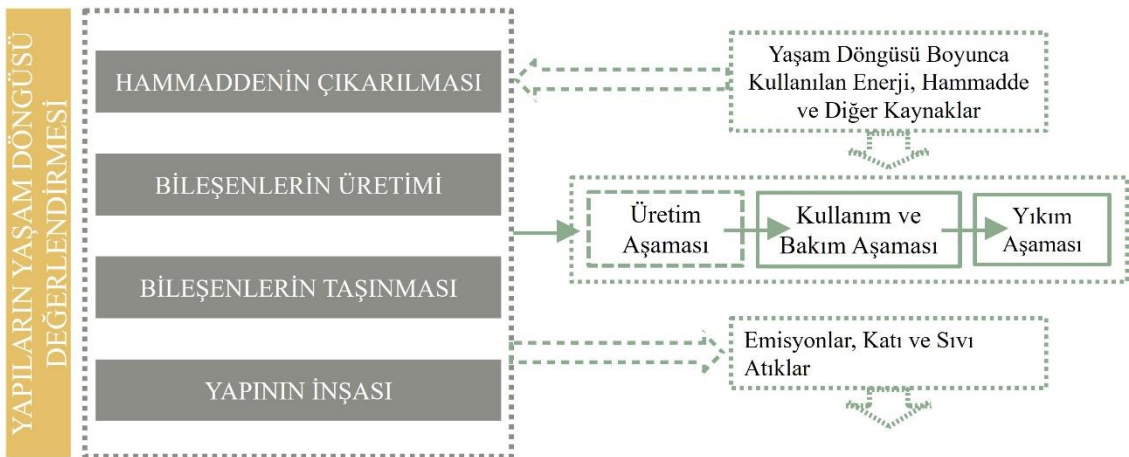 YAPILARIN YAŞAM DÖNGÜSÜ
DEĞERLENDİRMESİ
HAMMADDENİN ÇIKARILMASI
BİLEŞENLERİN ÜRETİMİ
BİLEŞENLERİN TAŞINMASI
YAPININ İNŞASI
Yaşam Döngüsü Boyunca
Kullanılan Enerji, Hammadde
ve Diğer Kaynaklar
Üretim
Aşaması
Kullanım ve
Bakım Aşaması
Yıkım
Aşaması
Emisyonlar, Katı ve Sıvı
Atıklar